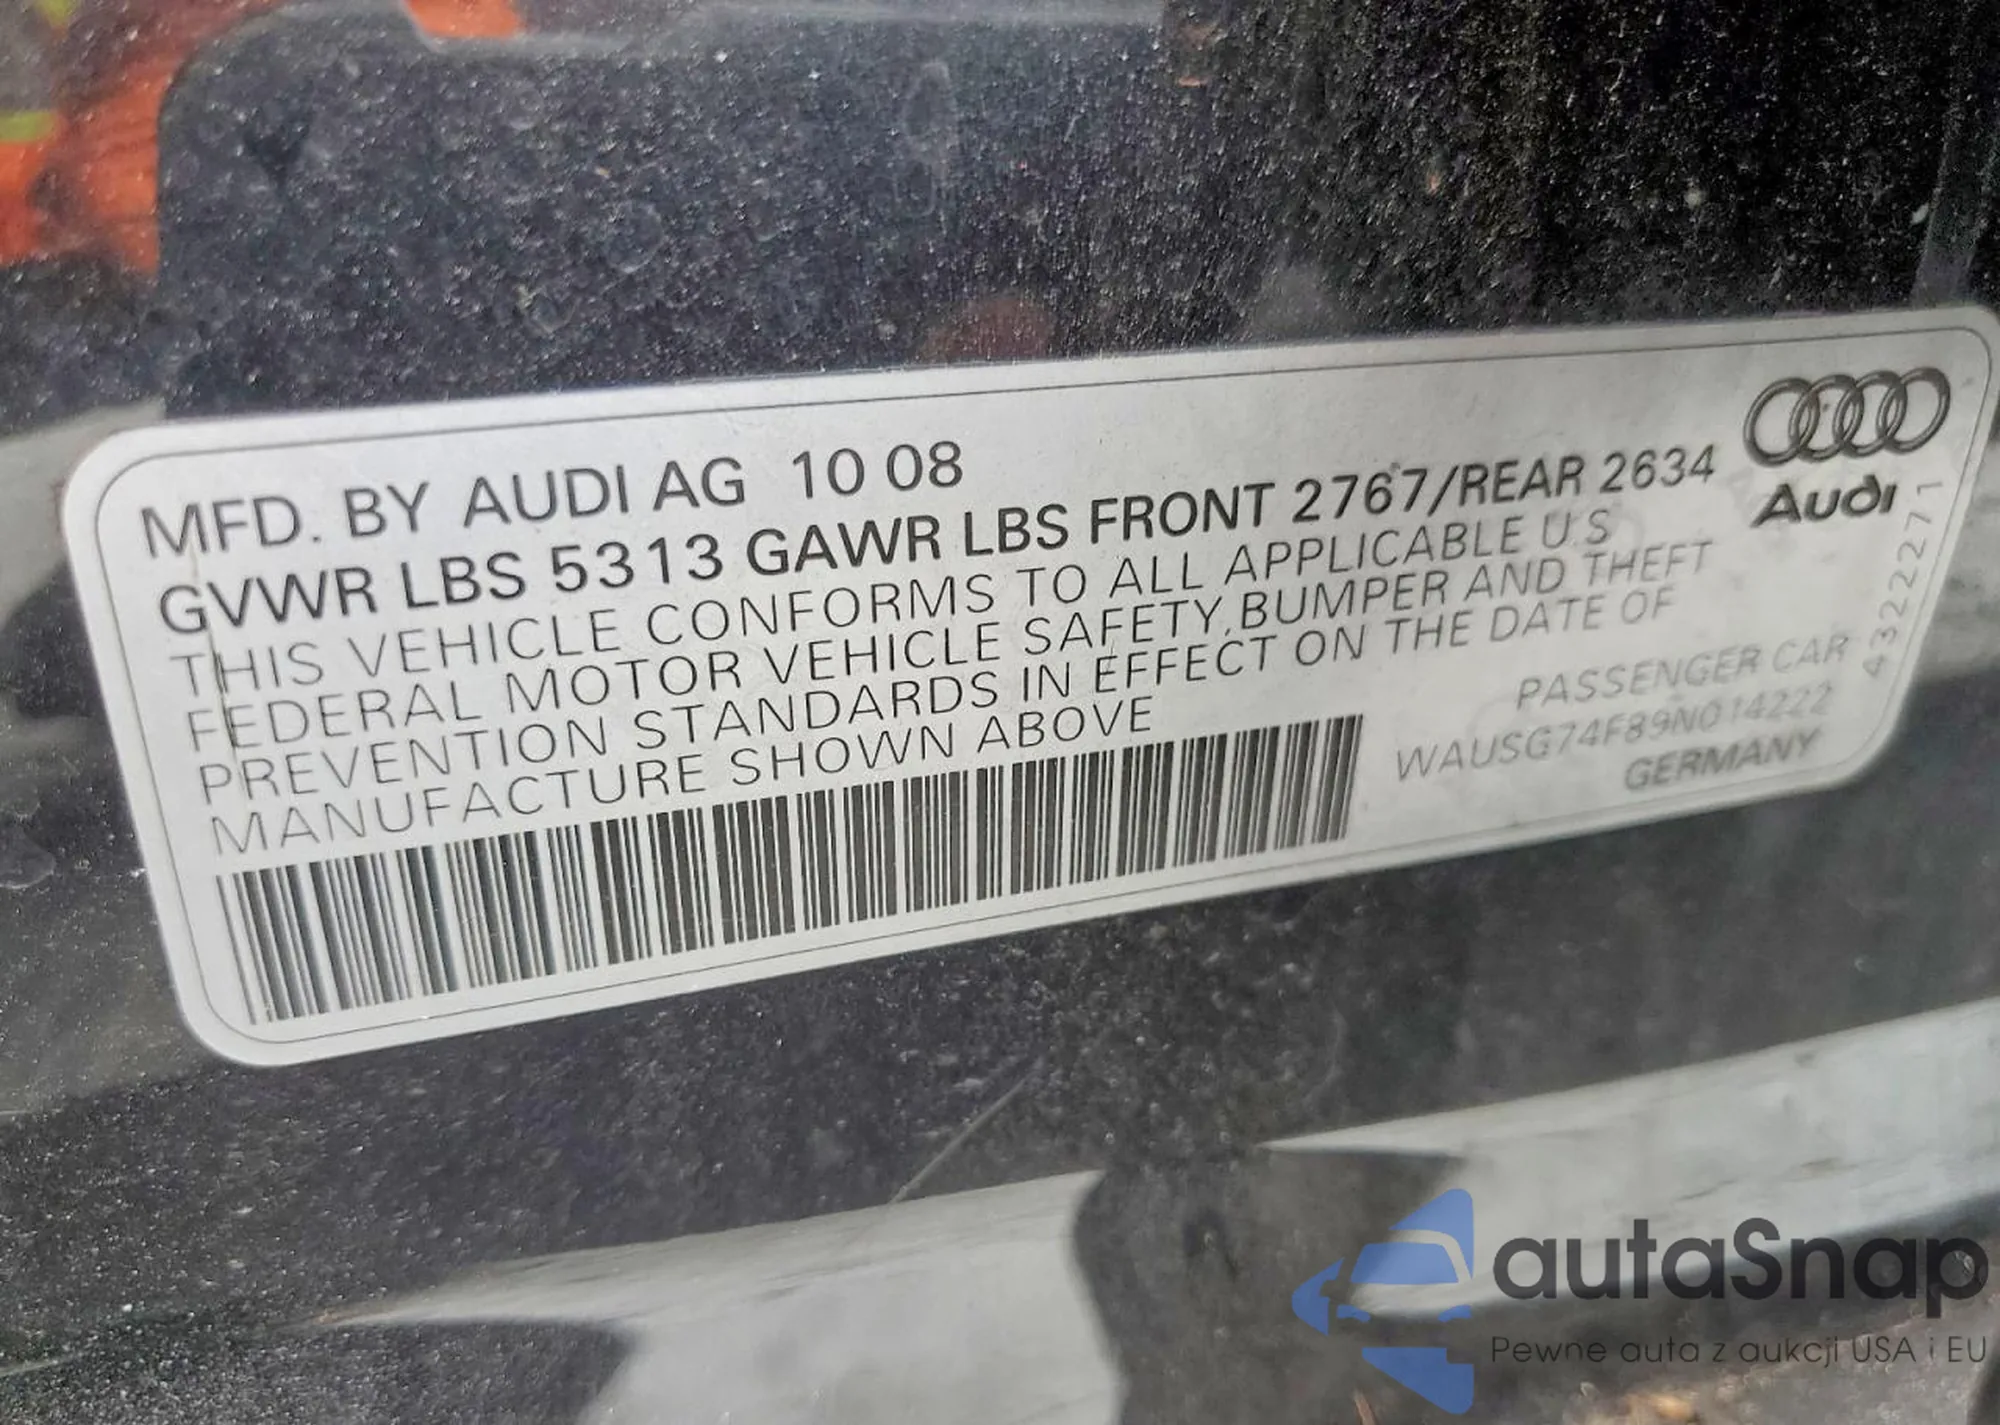 MFD. BY AUDI AG 10 08
GVWR LBS 5313 GAWR LBS FRONT 2767/REAR 2634
THIS VEHICLE CONFORMS TO ALL APPLICABLE U.S
FEDERAL MOTOR VEHICLE SAFETY, BUMPER AND THEFT
PREVENTION STANDARDS IN EFFECT ON THE DATE OF
MANUFACTURE SHOWN ABOVE
PASSENGER CAR
WAUSG74F89N014222
GERMANY
Audi
43222271
autaSnap
Pewne auta z aukcji USA i EU